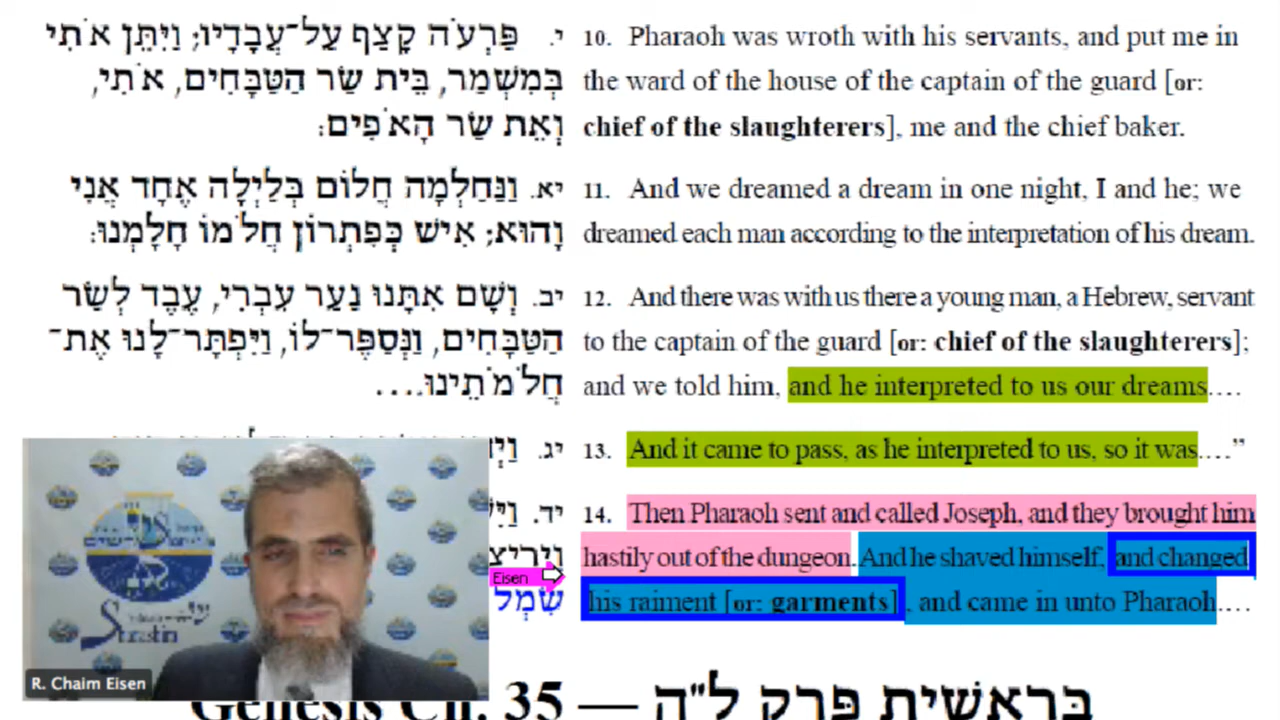 י. פַּרְעֹה קָצַף עַל־עֲבָדָיו; וַיִּתֵּן אֹתִי
בְּמִשְׁמַר, בֵּית שַׂר הַטַּבָּחִים, אֹתִי,
וְאֵת שַׂר הָאֹפִים:
10. Pharaoh was wroth with his servants, and put me in
the ward of the house of the captain of the guard [or:
chief of the slaughterers], me and the chief baker.
יא. וַנַּחַלְמָה חֲלוֹם בְּלַיְלָה אֶחָד אֲנִי
וָהוּא; אִישׁ כְּפִתְרוֹן חֲלֹמוֹ חָלָמְנוּ:
11. And we dreamed a dream in one night, I and he; we
dreamed each man according to the interpretation of his dream.
יב. וְשָׁם אִתָּנוּ נַעַר עִבְרִי, עֶבֶד לְשַׂר
הַטַּבָּחִים, וַנְּסַפֶּר־לוֹ, וַיִּפְתָּר־לָנוּ אֶת־
חֲלֹמֹתֵינוּ....
12. And there was with us there a young man, a Hebrew, servant
to the captain of the guard [or: chief of the slaughterers];
and we told him, and he interpreted to us our dreams....
יג.
13. And it came to pass, as he interpreted to us, so it was....”
יד.
14. Then Pharaoh sent and called Joseph, and they brought him
hastily out of the dungeon. And he shaved himself, and changed
his raiment [or: garments], and came in unto Pharaoh....
Eisen
Shrashin
R. Chaim Eisen
Genesis Ch. 35 — בְּרֵאשִׁית פֶּרֶק ל"ה